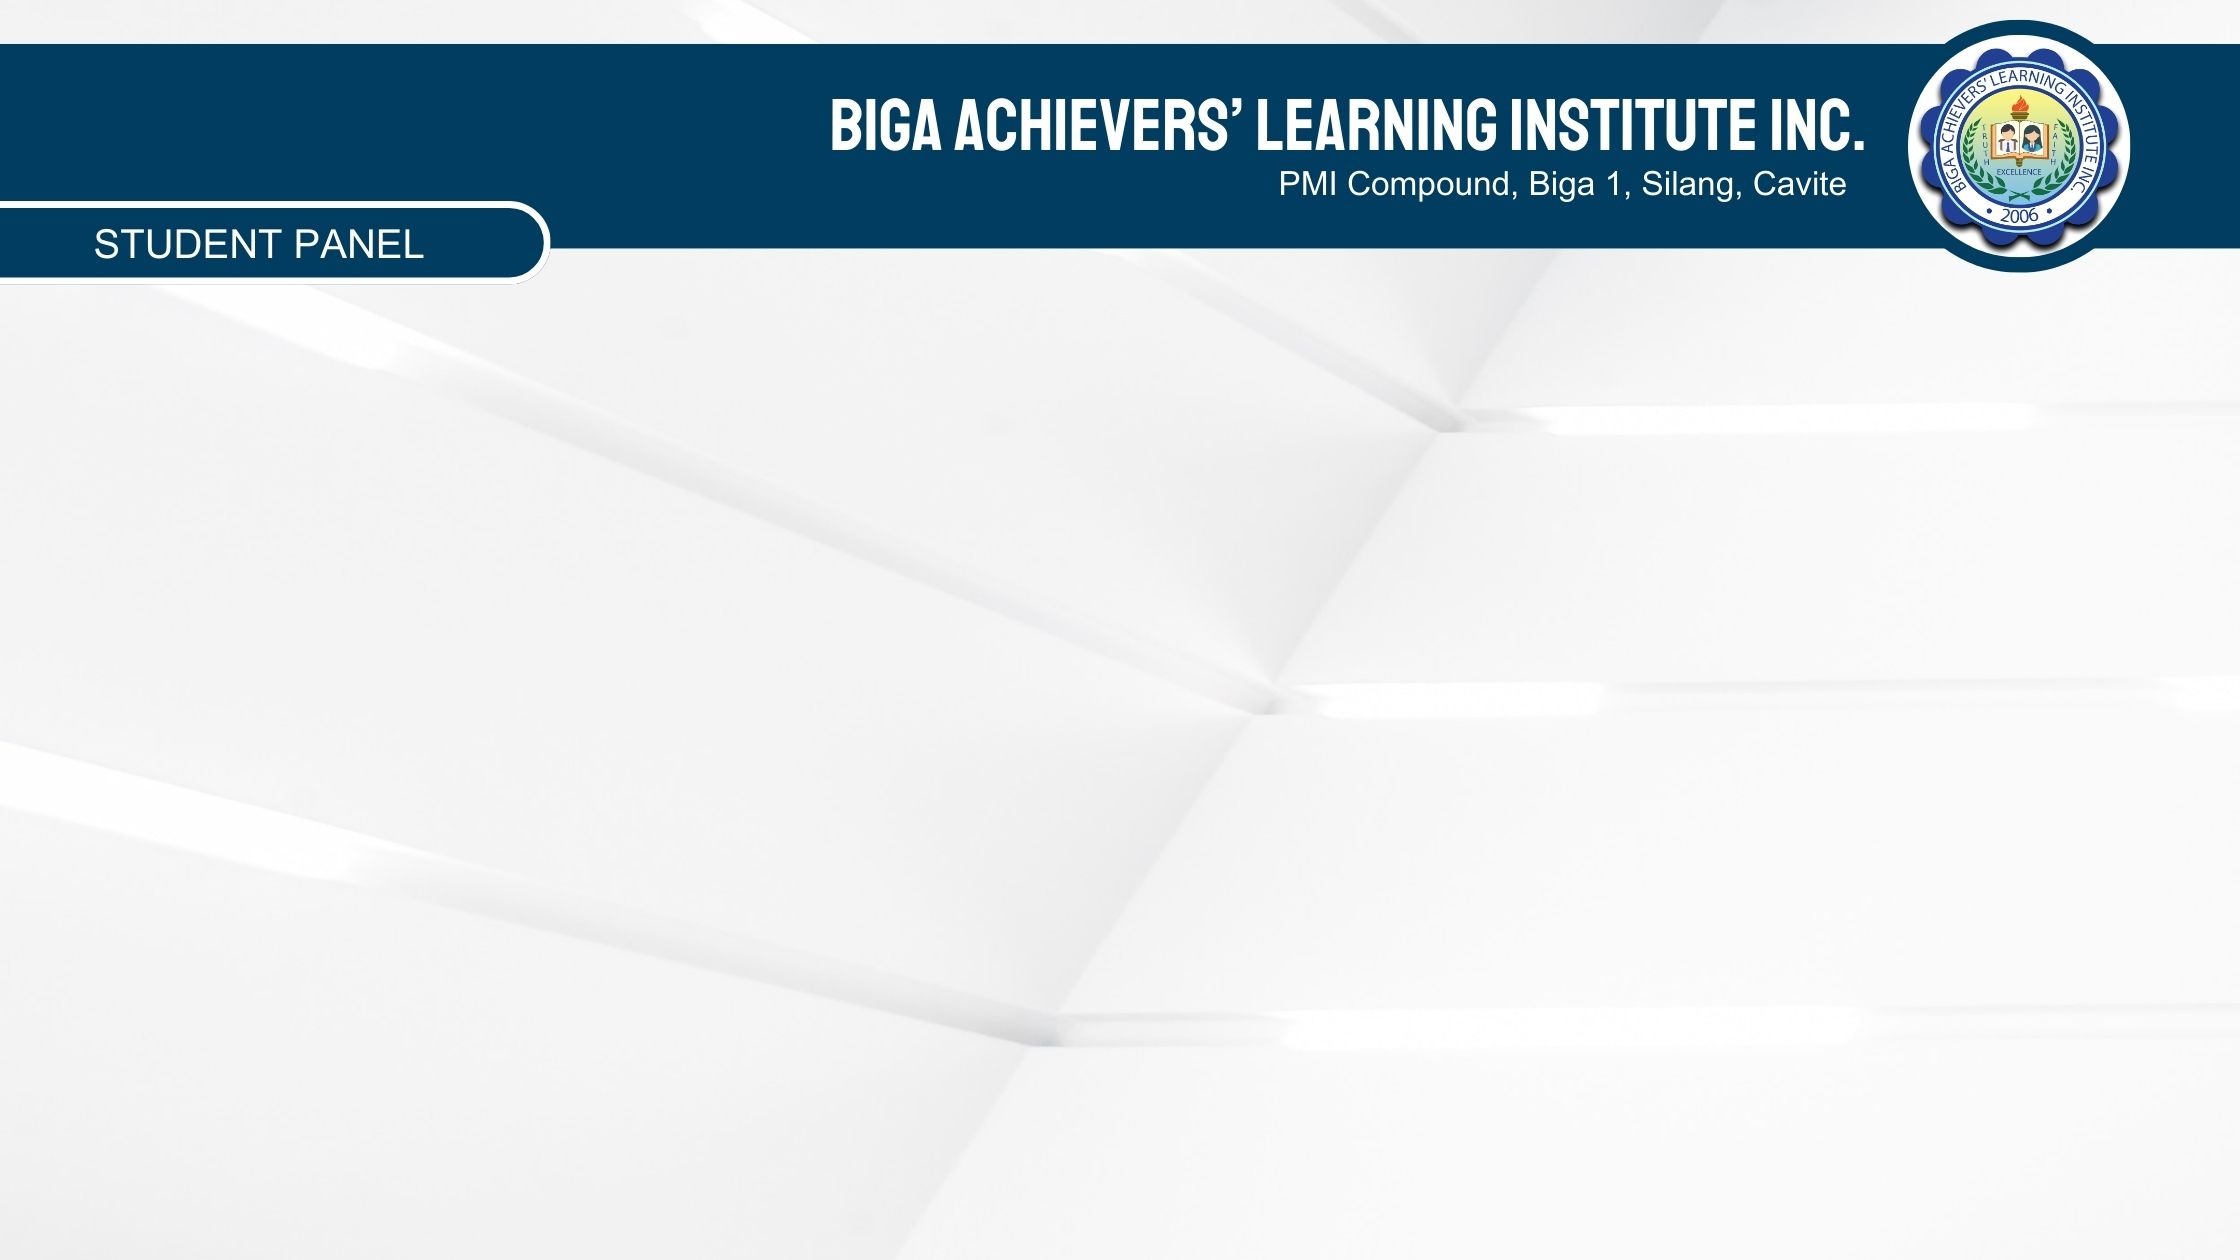 BIGA ACHIEVERS’ LEARNING INSTITUTE INC.
PMI Compound, Biga 1, Silang, Cavite
STUDENT PANEL
BIGA ACHIEVERS' LEARNING INSTITUTE INC.
TRUTH
FAITH
EXCELLENCE
• 2006 •